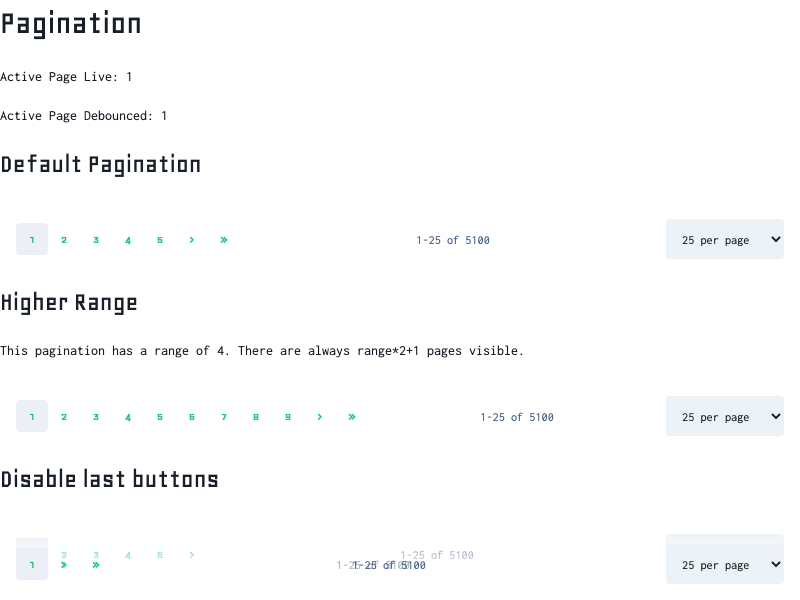 Pagination
Active Page Live: 1
Active Page Debounced: 1
Default Pagination
1 2 3 4 5 › » 1-25 of 5100 25 per page
Higher Range
This pagination has a range of 4. There are always range*2+1 pages visible.
1 2 3 4 5 6 7 8 9 › » 1-25 of 5100 25 per page
Disable last buttons
2 3 4 5 › 1-25 of 5100
1 › » 1-25 of 5100 25 per page